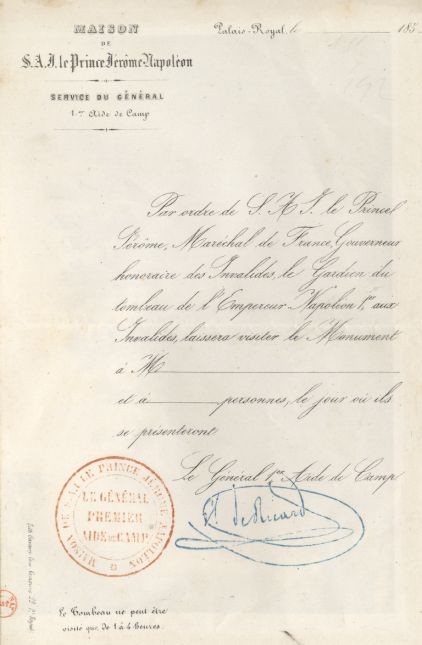 MAISON
DE
S.A.I. le Prince Jérôme-Napoléon
SERVICE DU GÉNÉRAL
1er Aide de Camp
Palais-Royal, le 185
Par ordre de S. A. I. le Prince
Jérôme, Maréchal de France, Gouverneur
honoraire des Invalides, le Gardien du
tombeau de l'Empereur Napoléon 1er, aux
Invalides, laissera visiter le Monument
à M
et à personnes, le jour où ils
se présenteront
Le Général 1er Aide de Camp
de Ricard
MAISON DE S.A.I. LE PRINCE JÉRÔME NAPOLÉON
LE GÉNÉRAL
PREMIER
AIDE DE CAMP
Le Tombeau ne peut être
visité que de 1 à 4 heures.